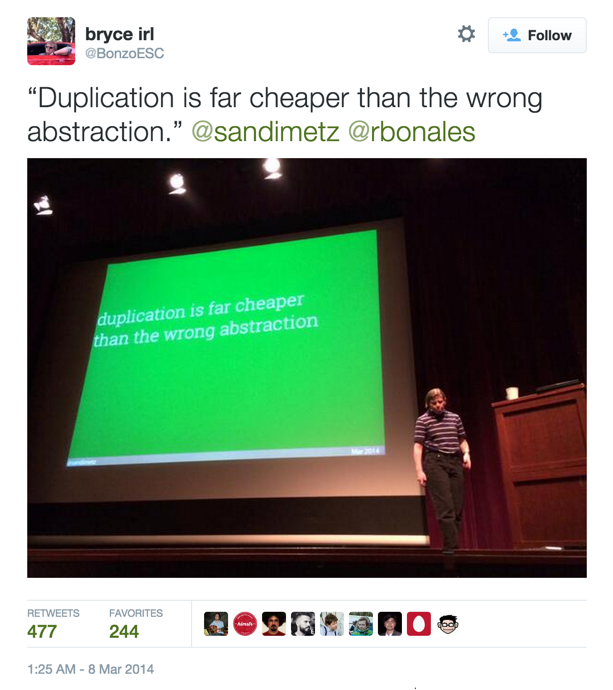 bryce irl
@BonzoESC
Follow
“Duplication is far cheaper than the wrong
abstraction.” @sandimetz @rbonales
duplication is far cheaper
than the wrong abstraction
@sandimetz
Mar 2014
RETWEETS
477
FAVORITES
244
1:25 AM - 8 Mar 2014